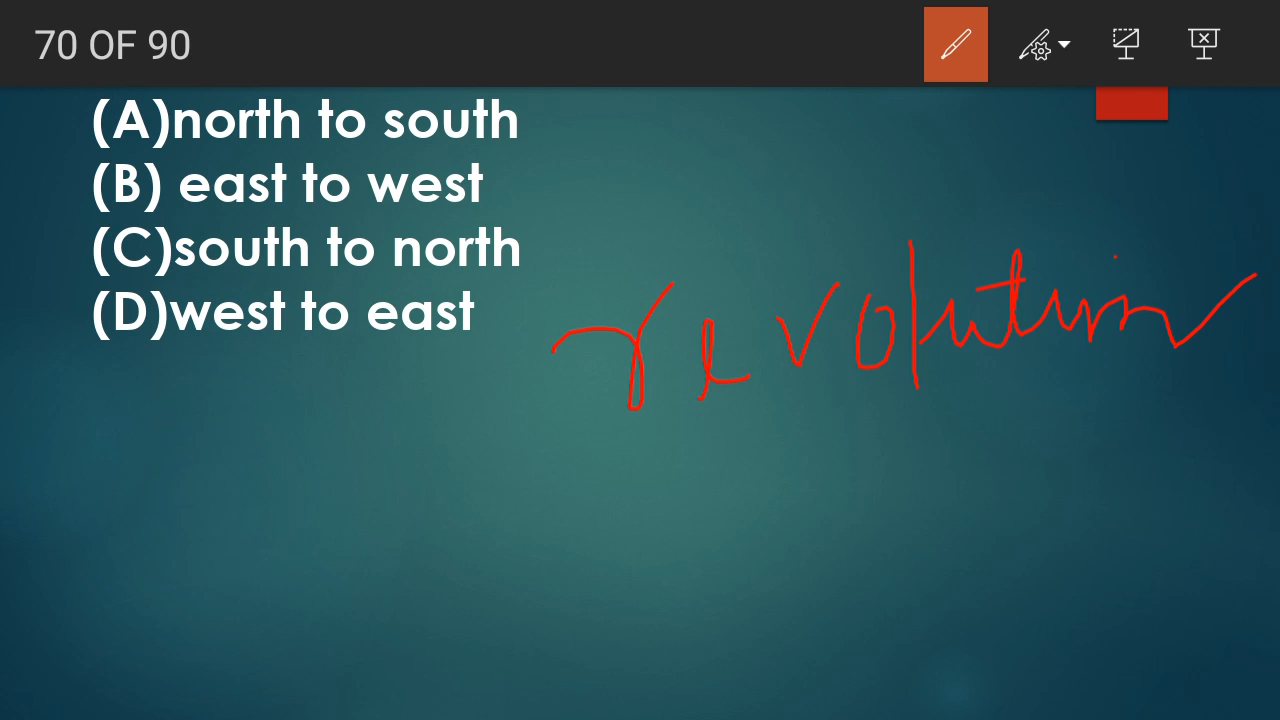 70 OF 90
(A)north to south
(B) east to west
(C)south to north
(D)west to east
revolution